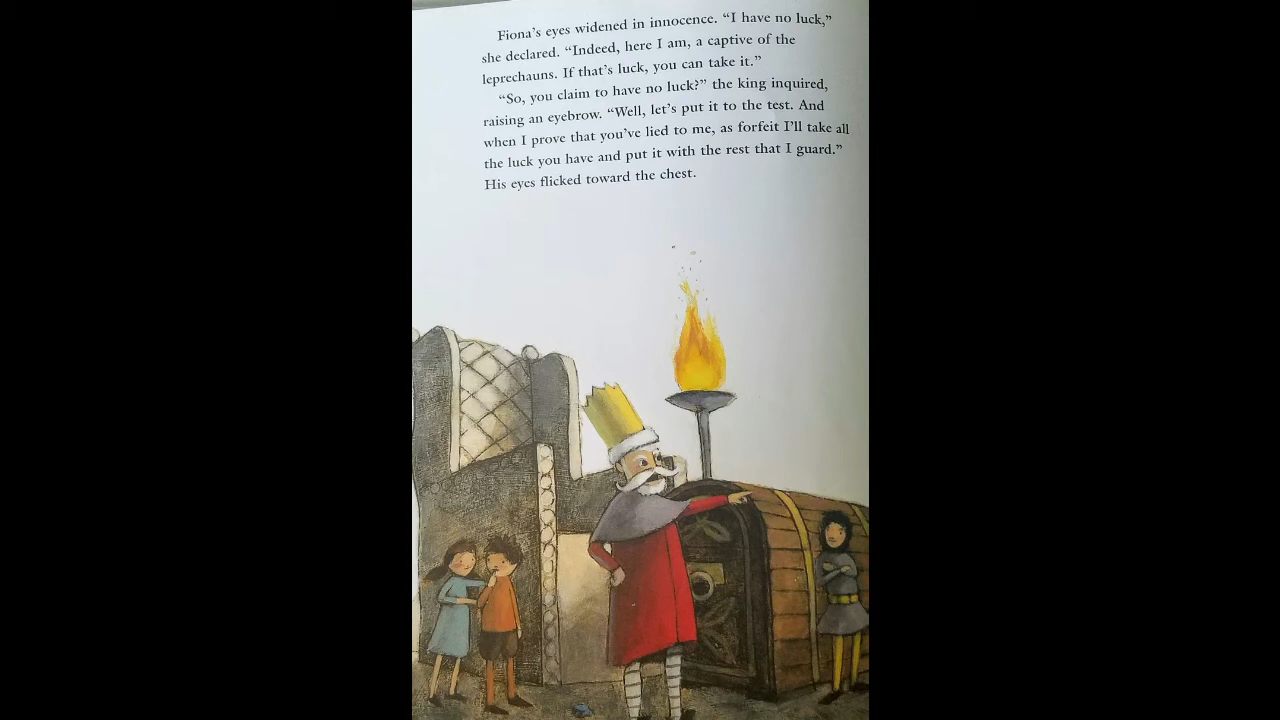 Fiona's eyes widened in innocence. “I have no luck,”
she declared. “Indeed, here I am, a captive of the
leprechauns. If that's luck, you can take it.”
“So, you claim to have no luck?” the king inquired,
raising an eyebrow. “Well, let's put it to the test. And
when I prove that you've lied to me, as forfeit I'll take all
the luck you have and put it with the rest that I guard.”
His eyes flicked toward the chest.